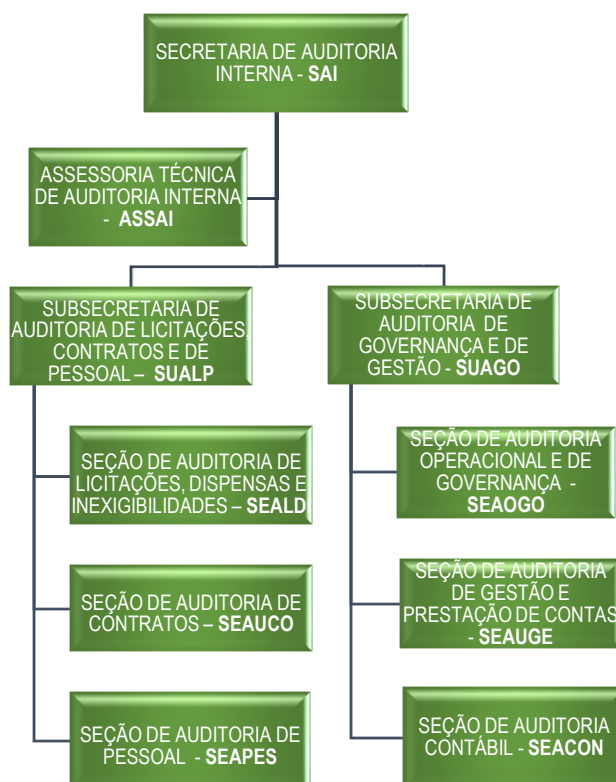 SECRETARIA DE AUDITORIA
INTERNA - SAI
ASSESSORIA TÉCNICA
DE AUDITORIA INTERNA
- ASSAI
SUBSECRETARIA DE
AUDITORIA DE LICITAÇÕES,
CONTRATOS E DE
PESSOAL – SUALP
SUBSECRETARIA DE
AUDITORIA DE
GOVERNANÇA E DE
GESTÃO - SUAGO
SEÇÃO DE AUDITORIA DE
LICITAÇÕES, DISPENSAS E
INEXIGIBILIDADES – SEALD
SEÇÃO DE AUDITORIA
OPERACIONAL E DE
GOVERNANÇA -
SEAOGO
SEÇÃO DE AUDITORIA DE
CONTRATOS – SEAUCO
SEÇÃO DE AUDITORIA
DE GESTÃO E
PRESTAÇÃO DE CONTAS
- SEAUGE
SEÇÃO DE AUDITORIA DE
PESSOAL - SEAPES
SEÇÃO DE AUDITORIA
CONTÁBIL - SEACON